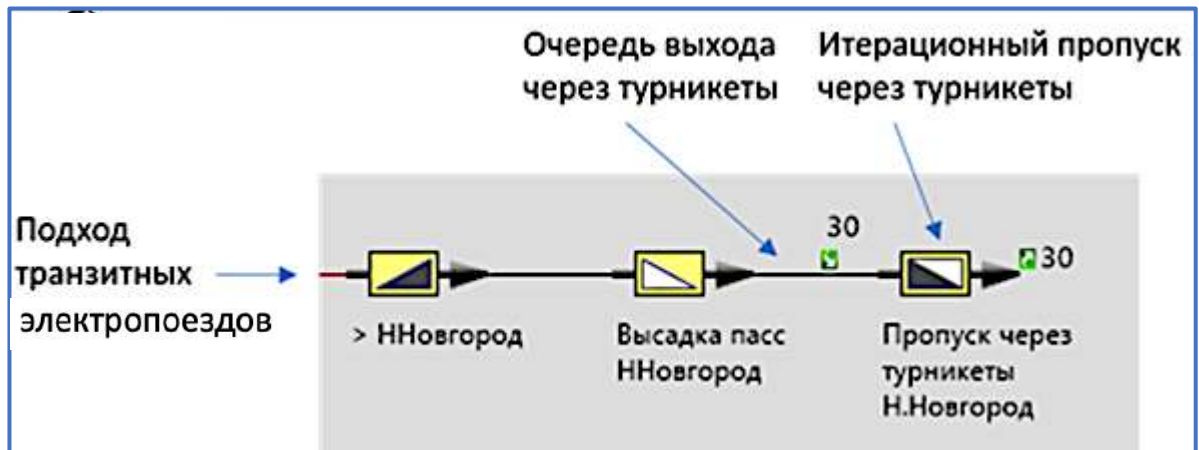 Очередь выхода
через турникеты
Итерационный пропуск
через турникеты
Подход
транзитных
электропоездов
30
30
> ННовгород
Высадка пасс
ННовгород
Пропуск через
турникеты
Н.Новгород